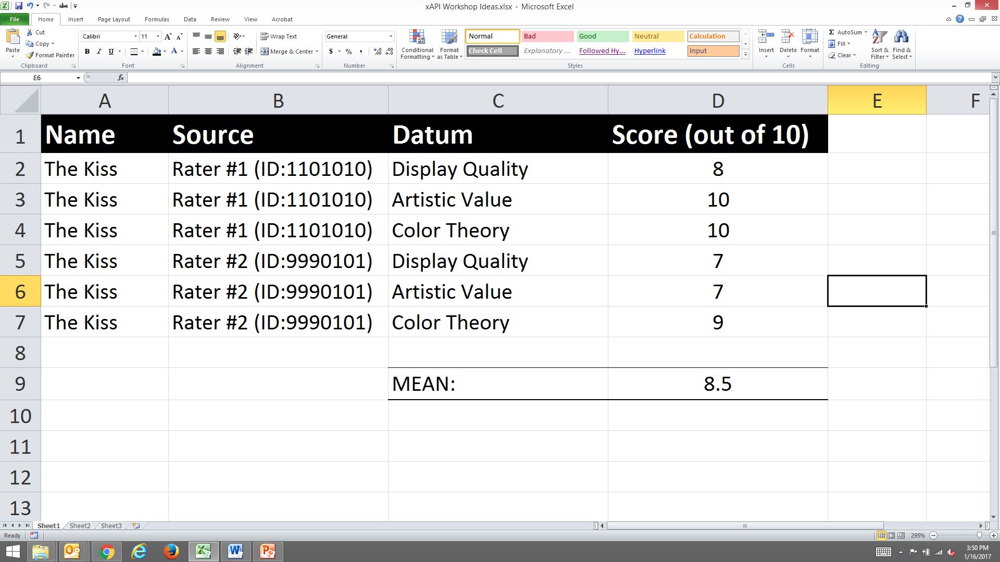 xAPI Workshop Ideas.xlsx - Microsoft Excel
File Home Insert Page Layout Formulas Data Review View Acrobat
Paste
Cut
Copy
Format Painter
Clipboard
Calibri 11
B I U
Font
Wrap Text
Merge & Center
Alignment
General
$ % ,
Number
Conditional Formatting
Format as Table
Normal Bad Good Neutral Calculation
Check Cell Explanatory ... Followed Hy... Hyperlink Input
Styles
Insert Delete Format
Cells
Σ AutoSum
Fill
Clear
Sort & Filter
Find & Select
Editing
E6 fx
A B C D E F
1 Name Source Datum Score (out of 10)
2 The Kiss Rater #1 (ID:1101010) Display Quality 8
3 The Kiss Rater #1 (ID:1101010) Artistic Value 10
4 The Kiss Rater #1 (ID:1101010) Color Theory 10
5 The Kiss Rater #2 (ID:9990101) Display Quality 7
6 The Kiss Rater #2 (ID:9990101) Artistic Value 7
7 The Kiss Rater #2 (ID:9990101) Color Theory 9
8
9 MEAN: 8.5
10
11
12
13
Sheet1 Sheet2 Sheet3
Ready 295%
3:50 PM
1/16/2017